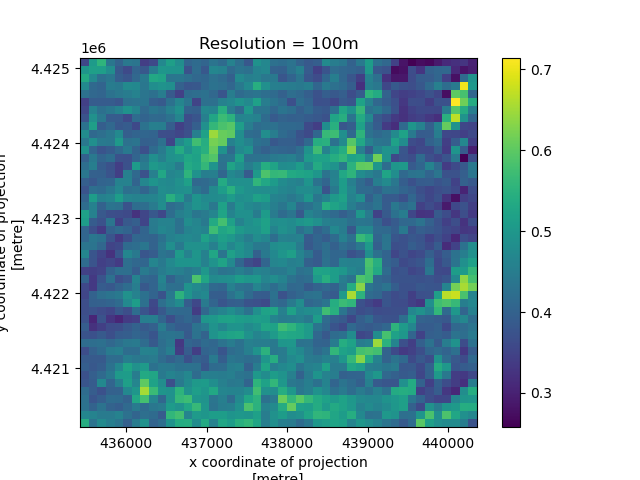 Resolution = 100m
1e6
4.425
4.424
4.423
4.422
4.421
y coordinate of projection
[metre]
436000 437000 438000 439000 440000
x coordinate of projection
[metre]
0.7
0.6
0.5
0.4
0.3